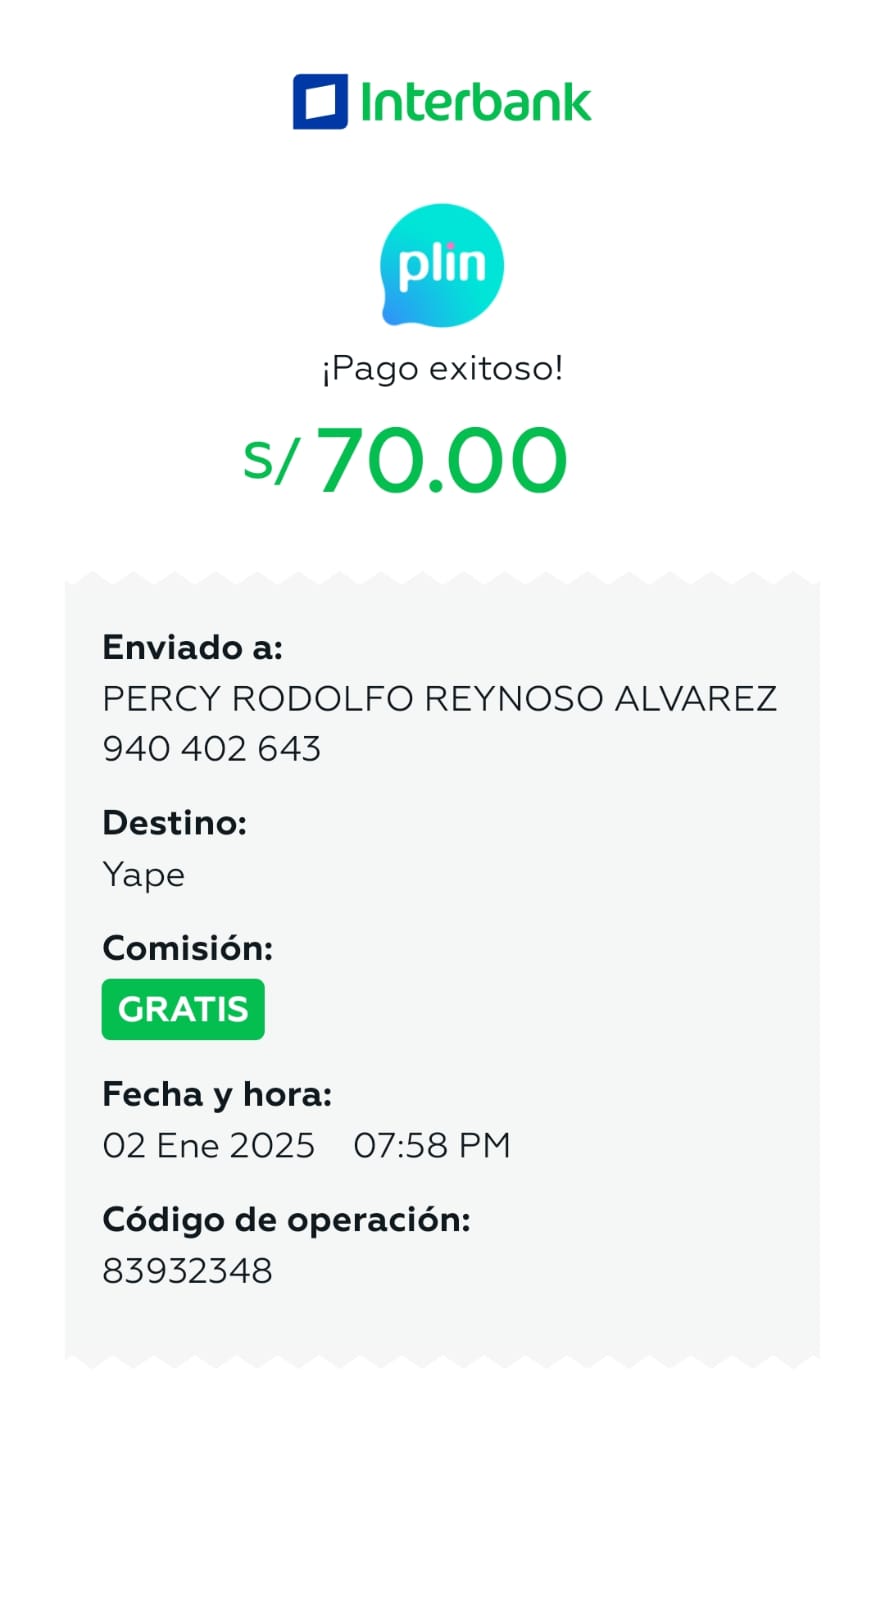 Interbank
plin
¡Pago exitoso!
S/ 70.00
Enviado a:
PERCY RODOLFO REYNOSO ALVAREZ
940 402 643
Destino:
Yape
Comisión:
GRATIS
Fecha y hora:
02 Ene 2025 07:58 PM
Código de operación:
83932348